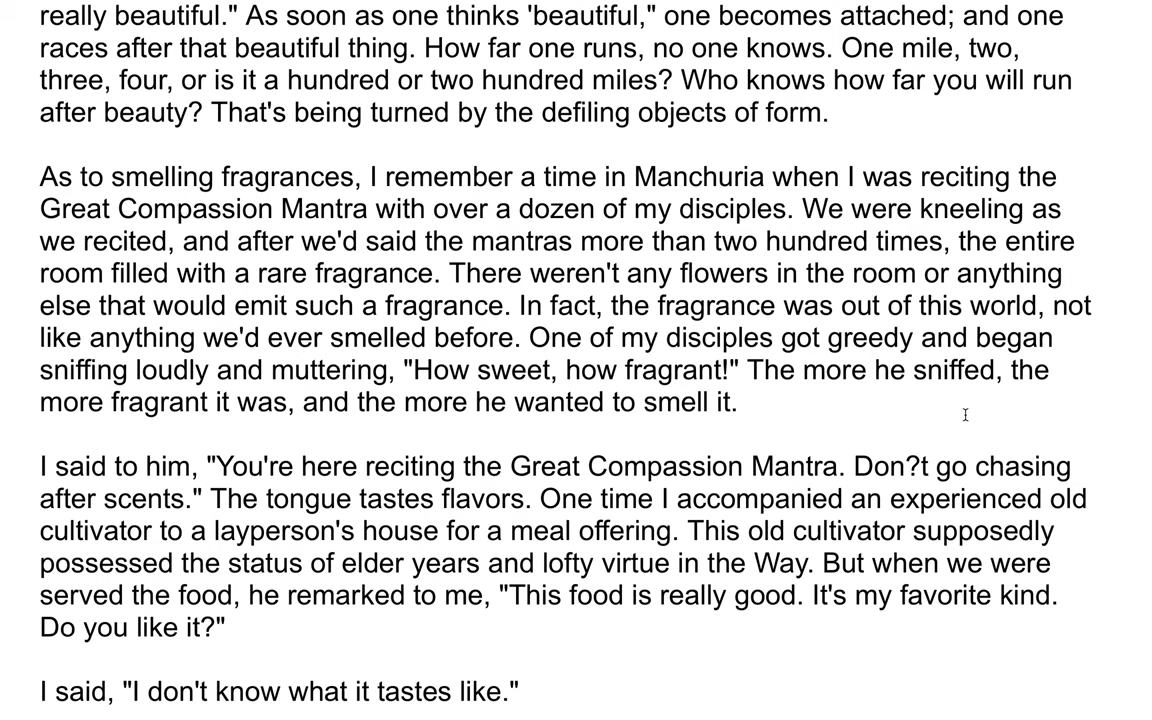 really beautiful." As soon as one thinks 'beautiful," one becomes attached; and one
races after that beautiful thing. How far one runs, no one knows. One mile, two,
three, four, or is it a hundred or two hundred miles? Who knows how far you will run
after beauty? That's being turned by the defiling objects of form.
As to smelling fragrances, I remember a time in Manchuria when I was reciting the
Great Compassion Mantra with over a dozen of my disciples. We were kneeling as
we recited, and after we'd said the mantras more than two hundred times, the entire
room filled with a rare fragrance. There weren't any flowers in the room or anything
else that would emit such a fragrance. In fact, the fragrance was out of this world, not
like anything we'd ever smelled before. One of my disciples got greedy and began
sniffing loudly and muttering, "How sweet, how fragrant!" The more he sniffed, the
more fragrant it was, and the more he wanted to smell it.
I said to him, "You're here reciting the Great Compassion Mantra. Don?t go chasing
after scents." The tongue tastes flavors. One time I accompanied an experienced old
cultivator to a layperson's house for a meal offering. This old cultivator supposedly
possessed the status of elder years and lofty virtue in the Way. But when we were
served the food, he remarked to me, "This food is really good. It's my favorite kind.
Do you like it?"
I said, "I don't know what it tastes like."